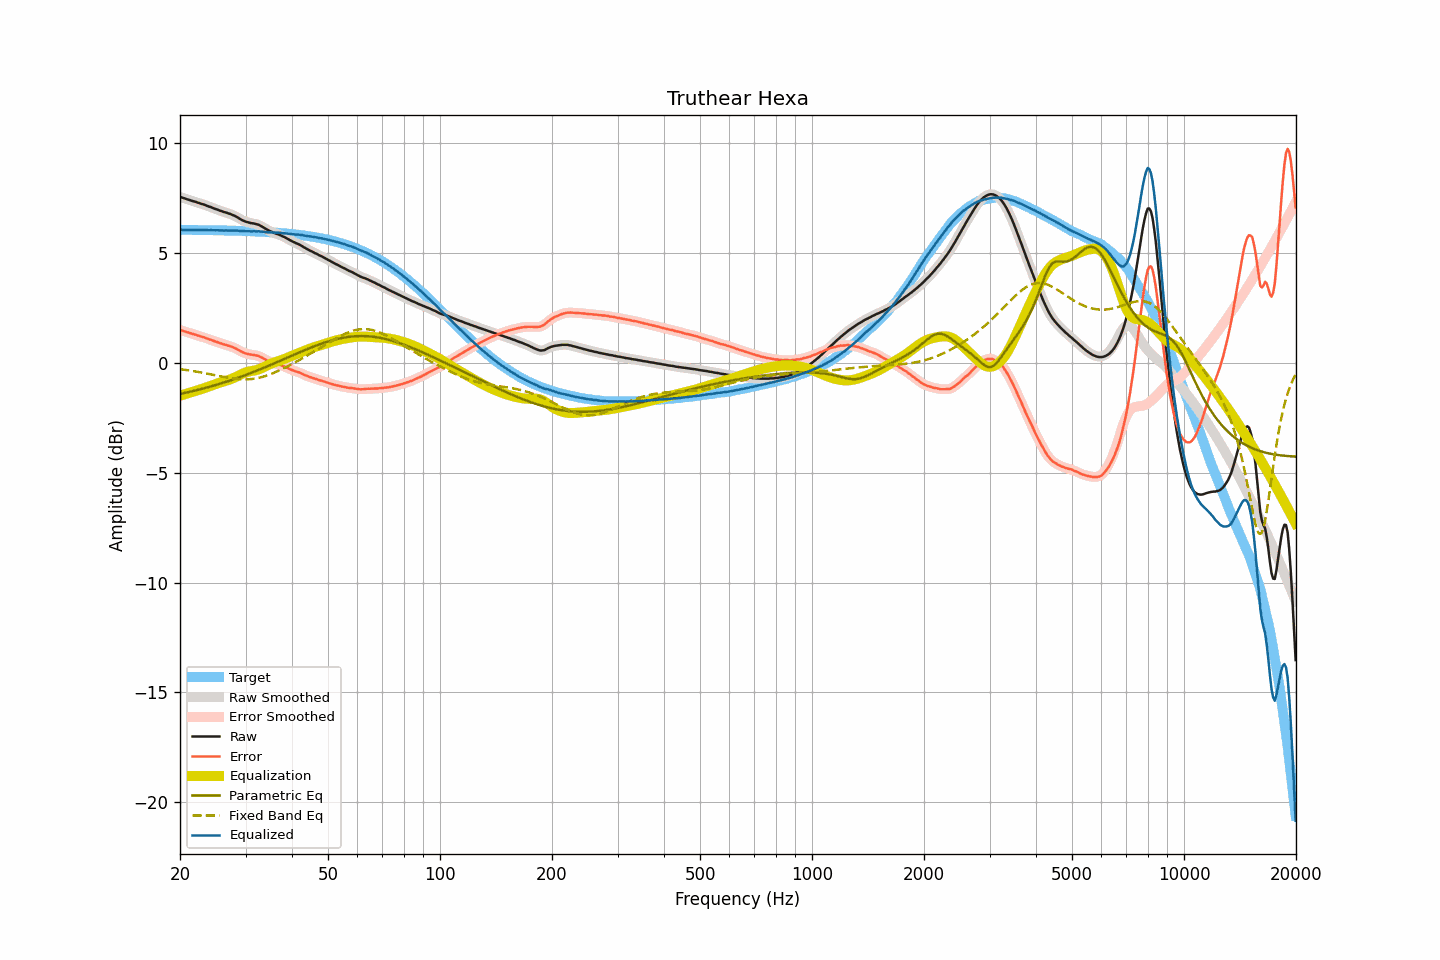 Truthear Hexa
Amplitude (dBr)
10
5
0
−5
−10
−15
−20
Target
Raw Smoothed
Error Smoothed
Raw
Error
Equalization
Parametric Eq
Fixed Band Eq
Equalized
20 50 100 200 500 1000 2000 5000 10000 20000
Frequency (Hz)